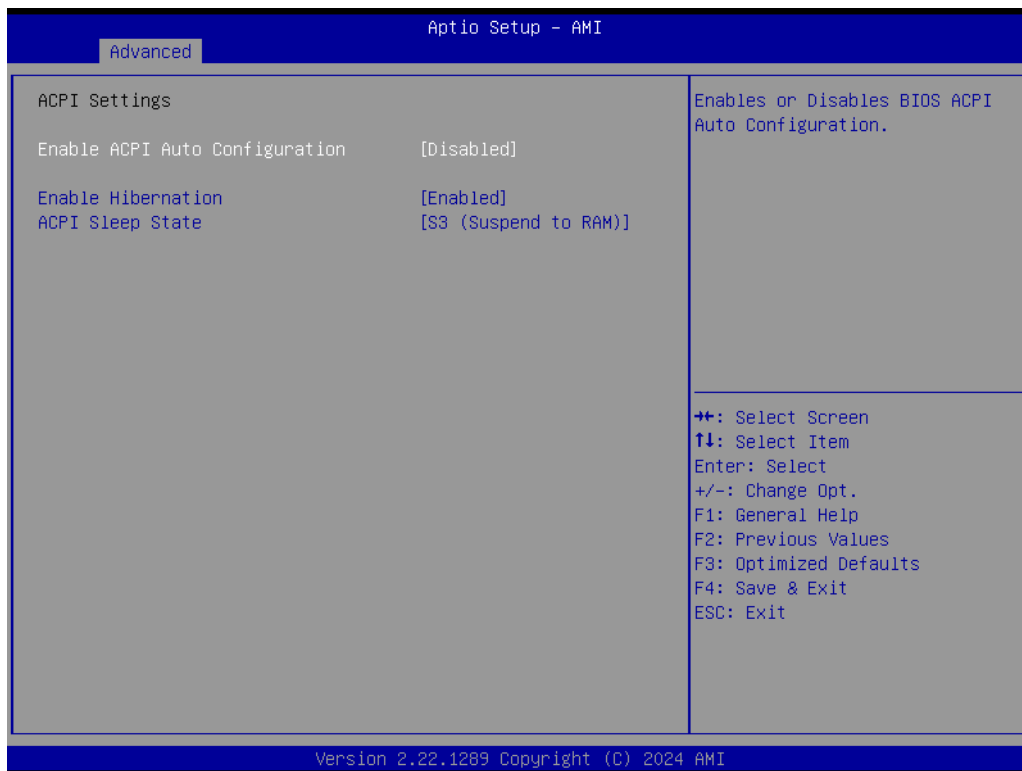 Aptio Setup – AMI
Advanced
ACPI Settings
Enable ACPI Auto Configuration [Disabled]
Enable Hibernation [Enabled]
ACPI Sleep State [S3 (Suspend to RAM)]
Enables or Disables BIOS ACPI
Auto Configuration.
→←: Select Screen
↑↓: Select Item
Enter: Select
+/-: Change Opt.
F1: General Help
F2: Previous Values
F3: Optimized Defaults
F4: Save & Exit
ESC: Exit
Version 2.22.1289 Copyright (C) 2024 AMI